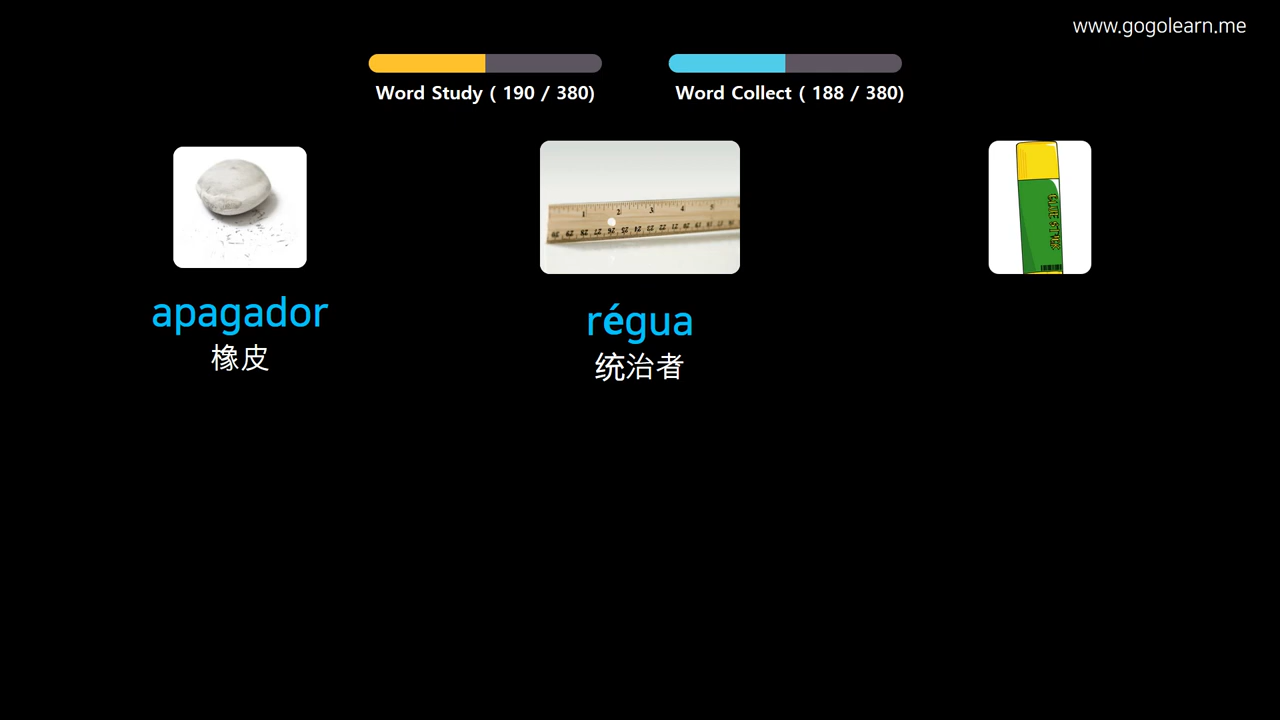 www.gogolearn.me
Word Study ( 190 / 380)
Word Collect ( 188 / 380)
apagador
橡皮
régua
统治者